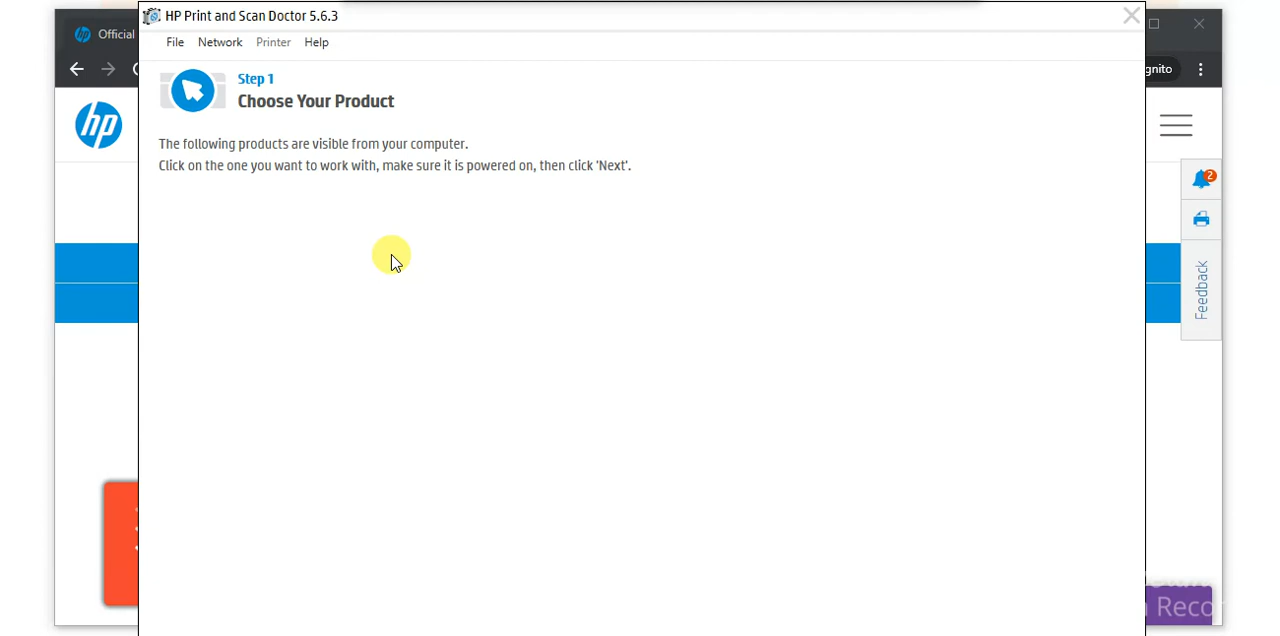 HP Print and Scan Doctor 5.6.3
Official
File Network Printer Help
gnito
Step 1
Choose Your Product
hp
The following products are visible from your computer.
Click on the one you want to work with, make sure it is powered on, then click 'Next'.
2
Feedback
Reco